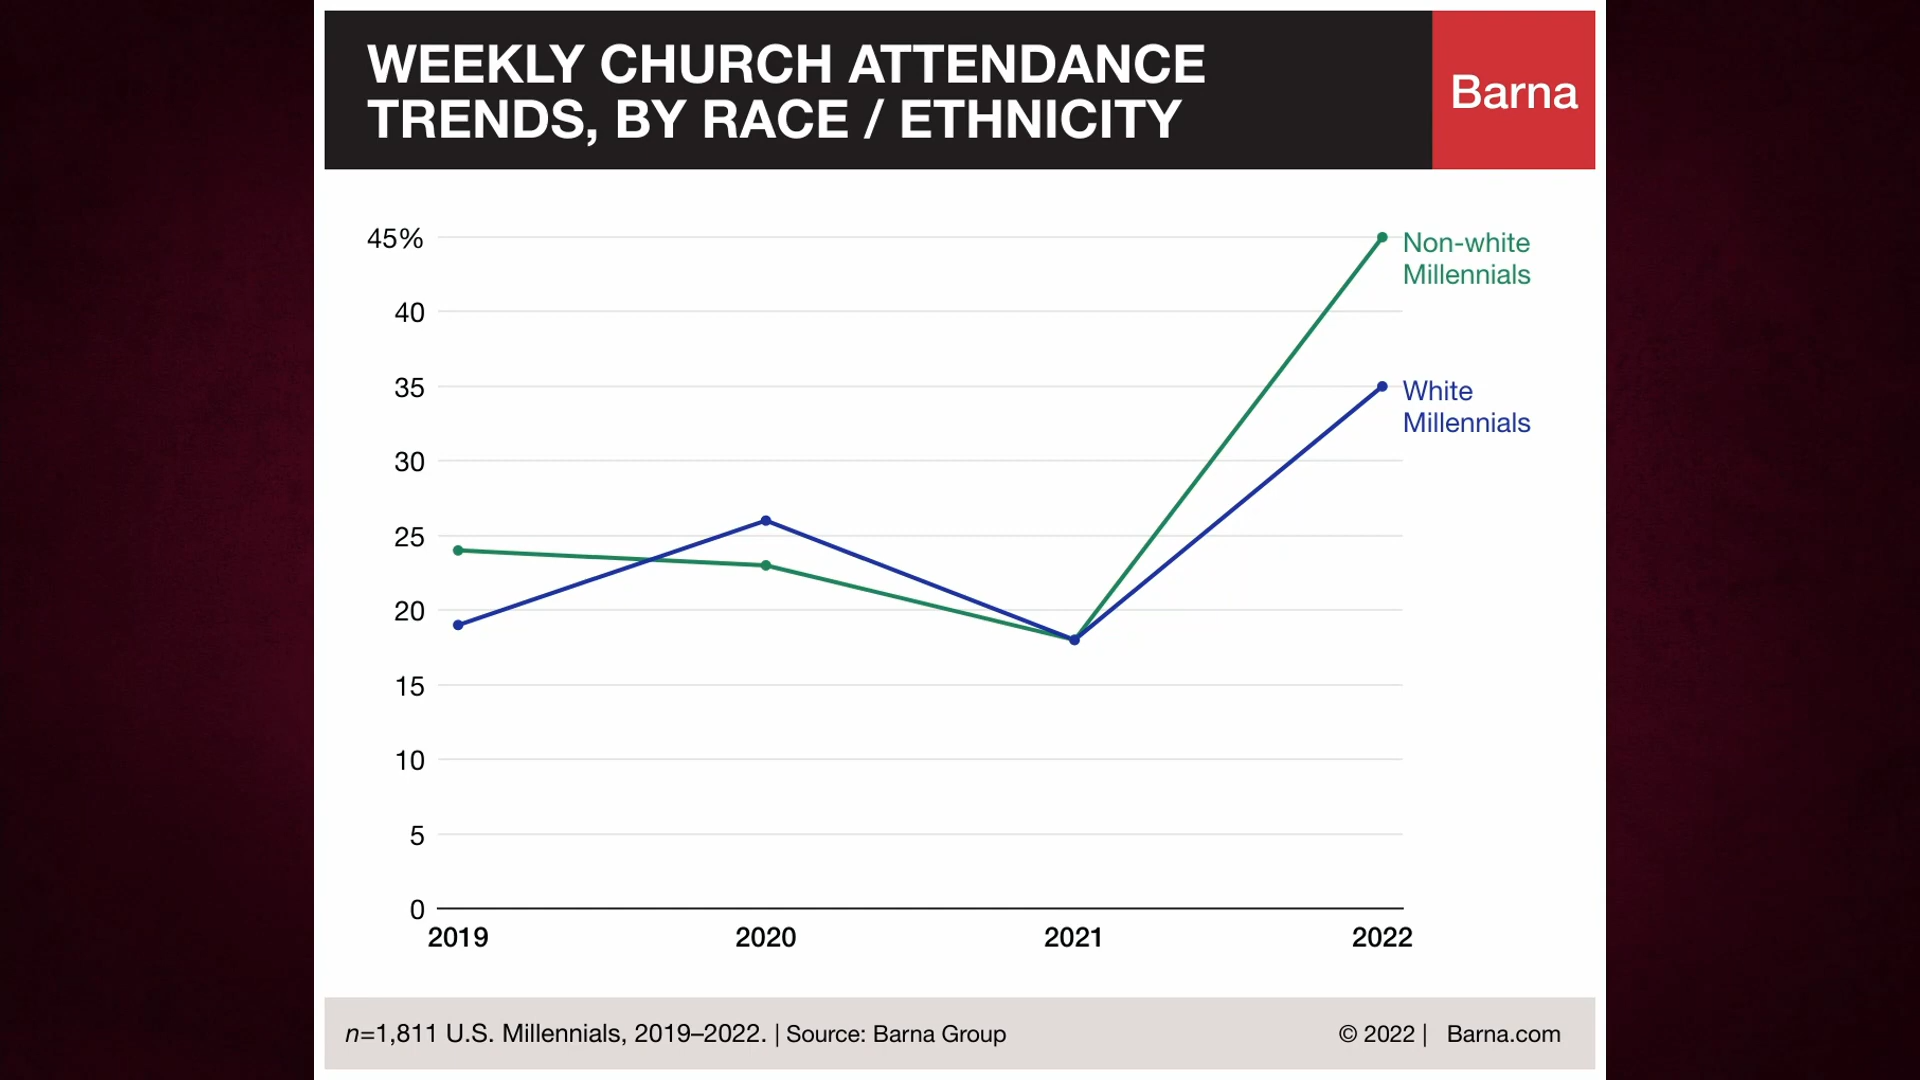 WEEKLY CHURCH ATTENDANCE
TRENDS, BY RACE / ETHNICITY
Barna
45%
40
35
30
25
20
15
10
5
0
Non-white
Millennials
White
Millennials
2019 2020 2021 2022
n=1,811 U.S. Millennials, 2019–2022. | Source: Barna Group © 2022 | Barna.com